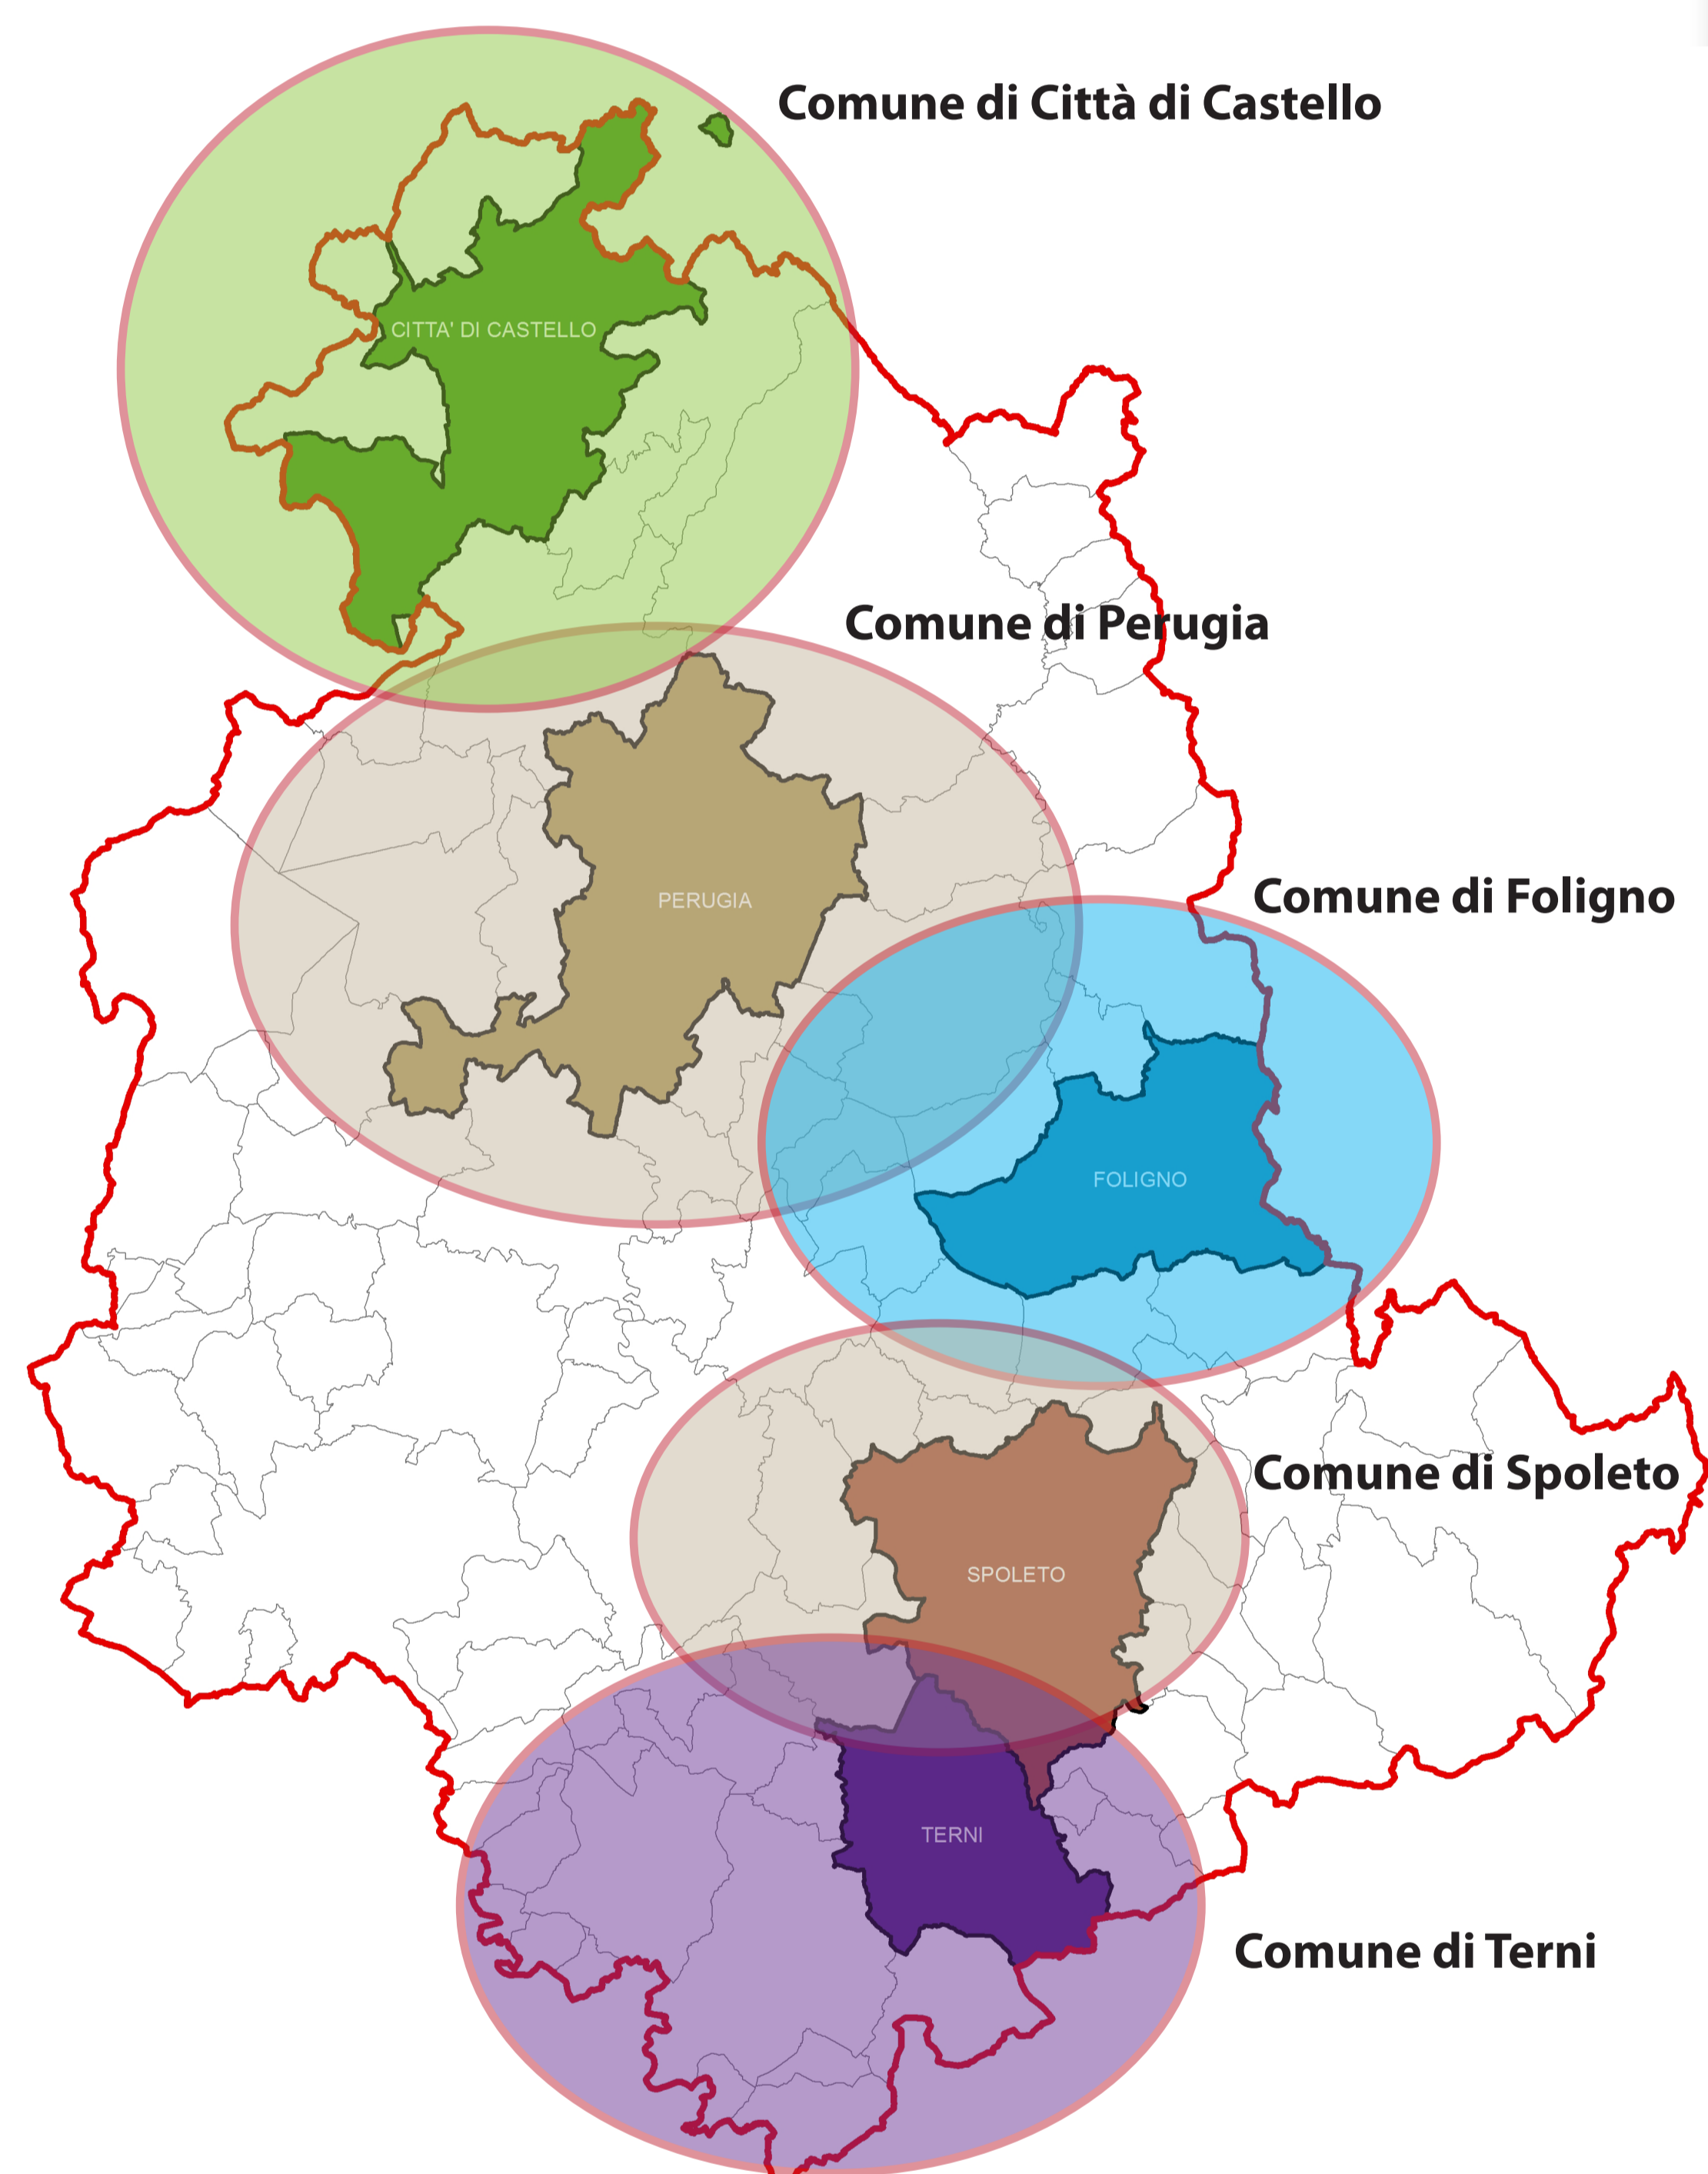 Comune di Città di Castello
CITTA' DI CASTELLO
Comune di Perugia
PERUGIA
Comune di Foligno
FOLIGNO
Comune di Spoleto
SPOLETO
TERNI
Comune di Terni